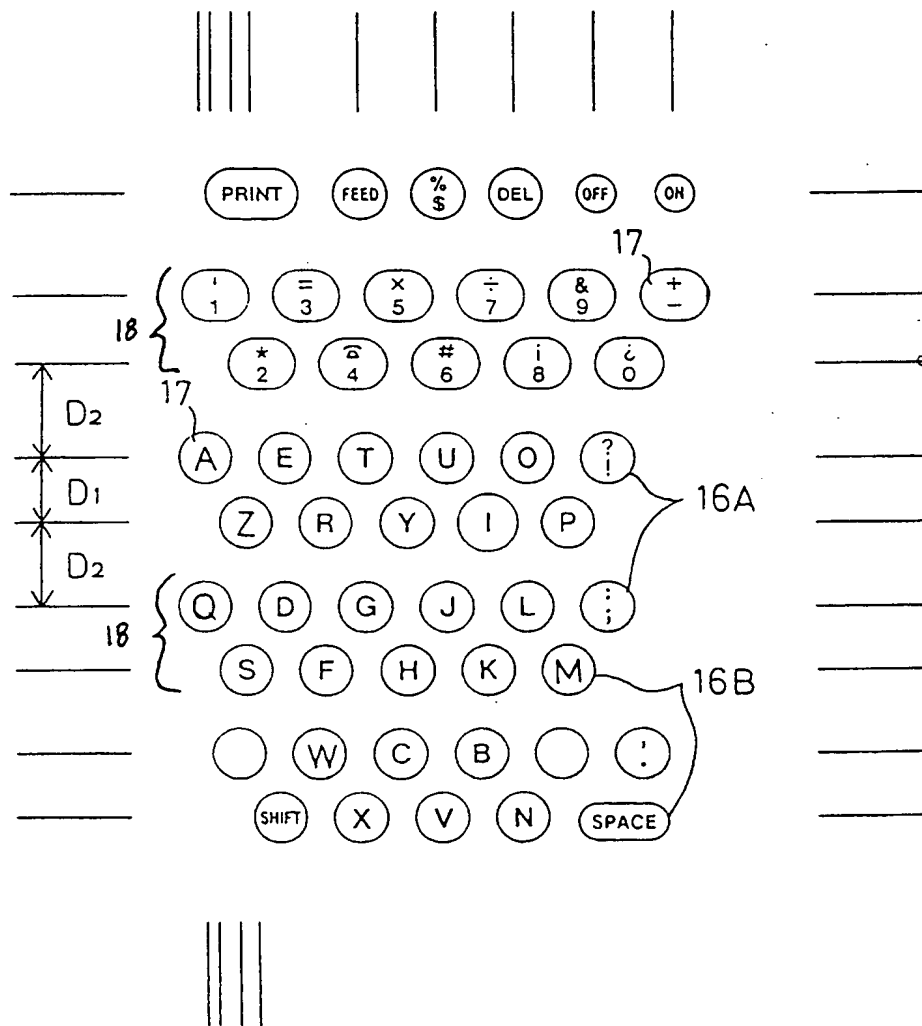 PRINT FEED % $ DEL OFF ON
17
' 1 = 3 × 5 ÷ 7 & 9 + −
18
* 2 ☎ 4 # 6 ¡ 8 ¿ 0
D2
17
A E T U O ? !
D1
16A
Z R Y I P
D2
Q D G J L : ;
18
S F H K M
16B
W C B ' .
SHIFT X V N SPACE